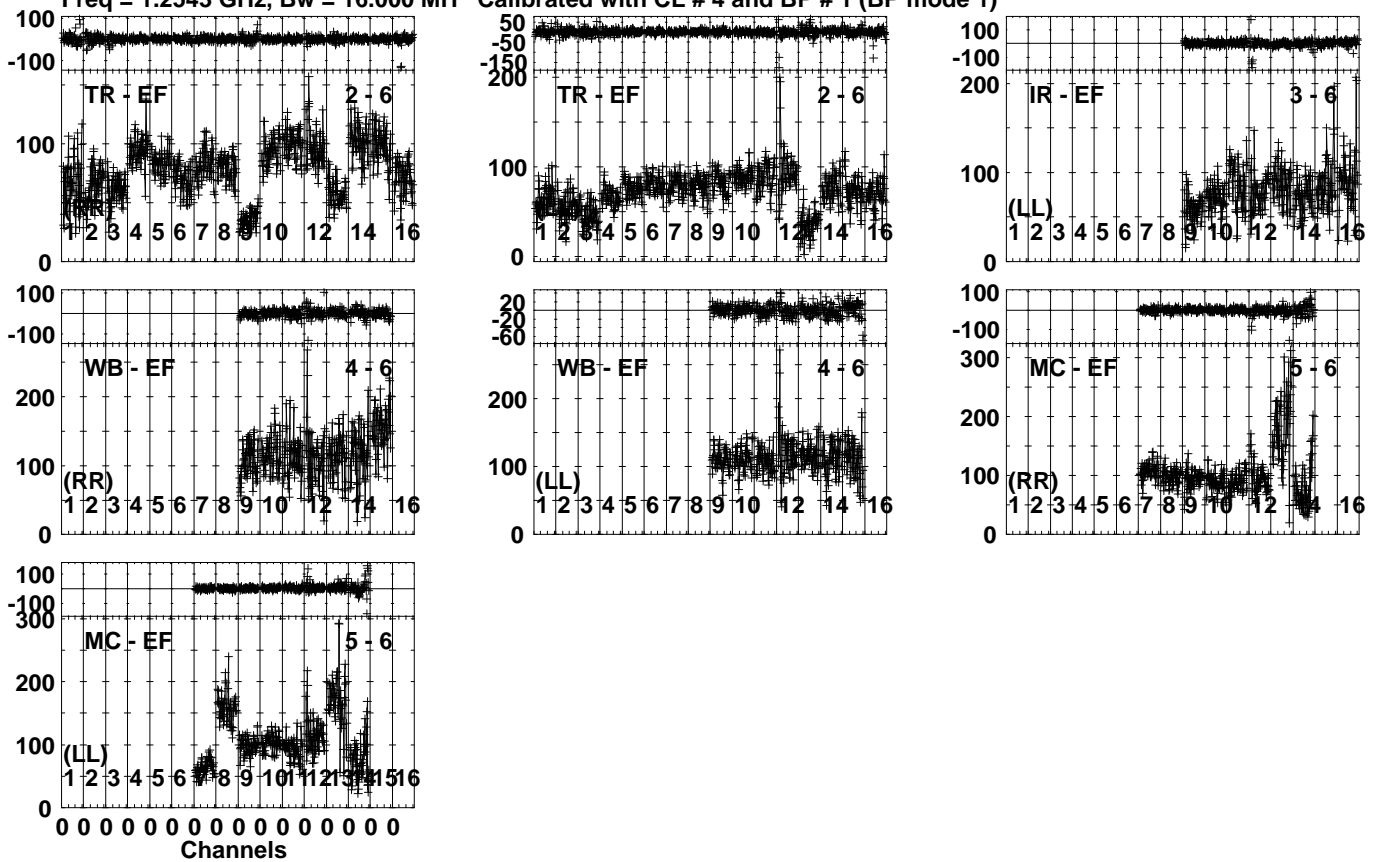 Freq = 1.2543 GHz, Bw = 16.000 MH Calibrated with CL # 4 and BP # 1 (BP mode 1)
100
-100
TR - EF 2 - 6
100
(RR)
1 2 3 4 5 6 7 8 9 10 12 14 16
0
50
-50
-150
200
TR - EF 2 - 6
100
1 2 3 4 5 6 7 8 9 10 12 14 16
0
100
-100
200
IR - EF 3 - 6
100
(LL)
1 2 3 4 5 6 7 8 9 10 12 14 16
0
100
-100
WB - EF 4 - 6
200
100
(RR)
1 2 3 4 5 6 7 8 9 10 12 14 16
0
20
-20
-60
WB - EF 4 - 6
200
100
(LL)
1 2 3 4 5 6 7 8 9 10 12 14 16
0
100
-100
300
MC - EF 5 - 6
200
100
(RR)
1 2 3 4 5 6 7 8 9 10 12 14 16
0
100
-100
300
MC - EF 5 - 6
200
100
(LL)
1 2 3 4 5 6 7 8 9 10 11 12 13 14 15 16
0
0 0 0 0 0 0 0 0 0 0 0 0 0 0 0 0
Channels